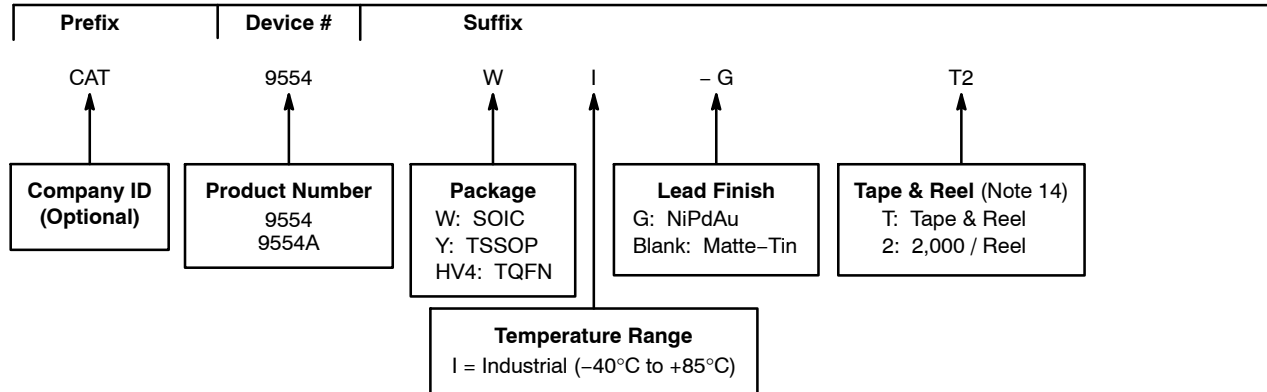 Prefix Device # Suffix
CAT 9554 W I – G T2
Company ID
(Optional)
Product Number
9554
9554A
Package
W: SOIC
Y: TSSOP
HV4: TQFN
Lead Finish
G: NiPdAu
Blank: Matte−Tin
Tape & Reel (Note 14)
T: Tape & Reel
2: 2,000 / Reel
Temperature Range
I = Industrial (−40°C to +85°C)